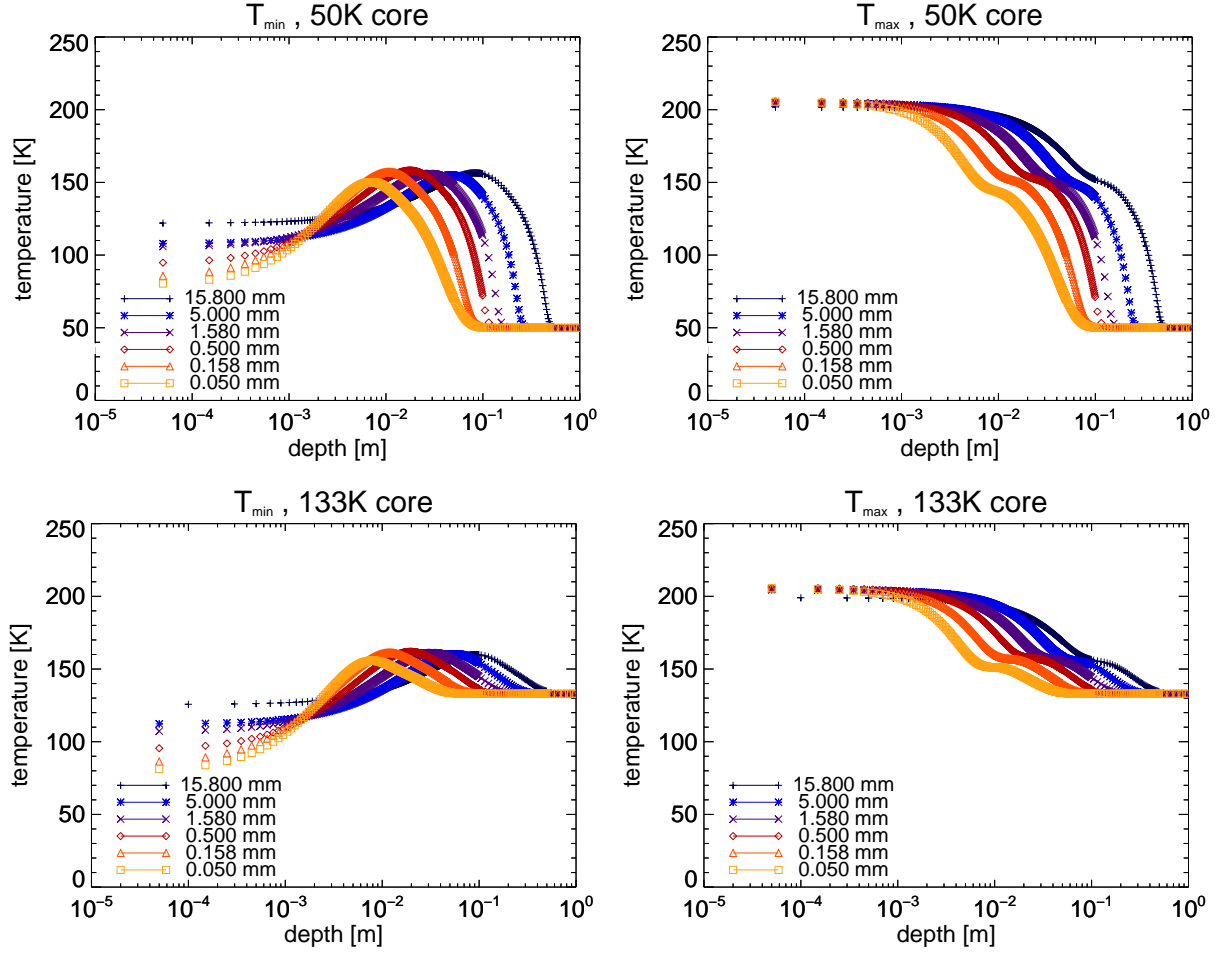 T_min , 50K core
250
200
150
100
50
0
temperature [K]
15.800 mm
5.000 mm
1.580 mm
0.500 mm
0.158 mm
0.050 mm
10^−5 10^−4 10^−3 10^−2 10^−1 10^0
depth [m]
T_max , 50K core
250
200
150
100
50
0
temperature [K]
15.800 mm
5.000 mm
1.580 mm
0.500 mm
0.158 mm
0.050 mm
10^−5 10^−4 10^−3 10^−2 10^−1 10^0
depth [m]
T_min , 133K core
250
200
150
100
50
0
temperature [K]
15.800 mm
5.000 mm
1.580 mm
0.500 mm
0.158 mm
0.050 mm
10^−5 10^−4 10^−3 10^−2 10^−1 10^0
depth [m]
T_max , 133K core
250
200
150
100
50
0
temperature [K]
15.800 mm
5.000 mm
1.580 mm
0.500 mm
0.158 mm
0.050 mm
10^−5 10^−4 10^−3 10^−2 10^−1 10^0
depth [m]